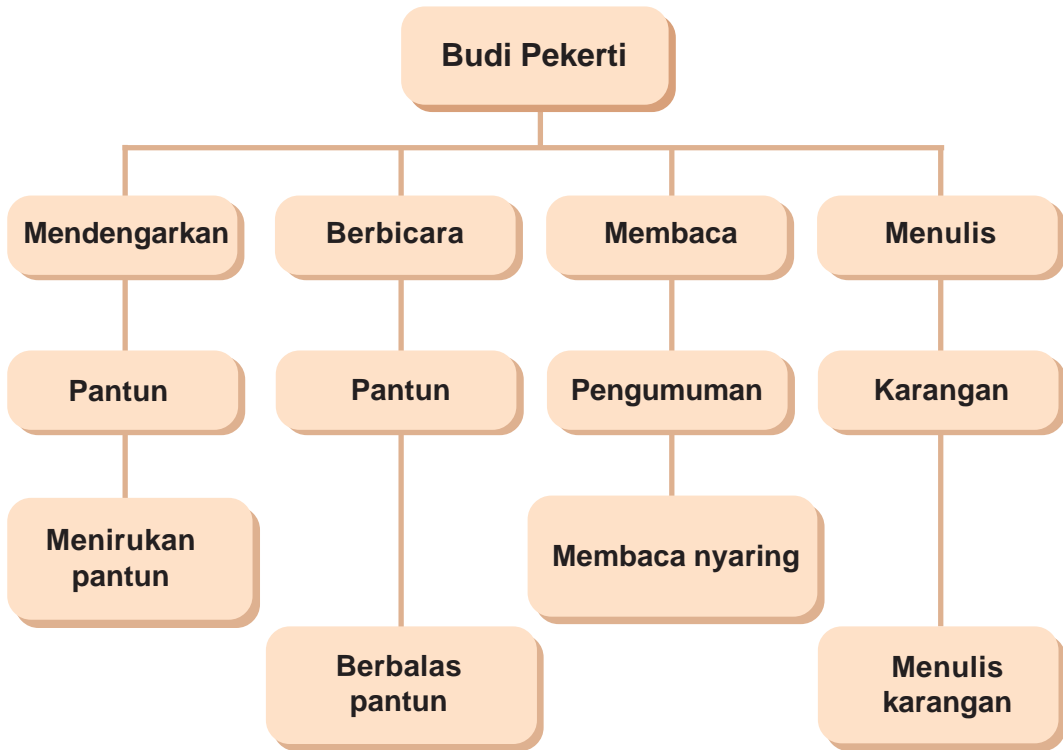 Budi Pekerti
Mendengarkan
Berbicara
Membaca
Menulis
Pantun
Pantun
Pengumuman
Karangan
Menirukan
pantun
Membaca nyaring
Berbalas
pantun
Menulis
karangan